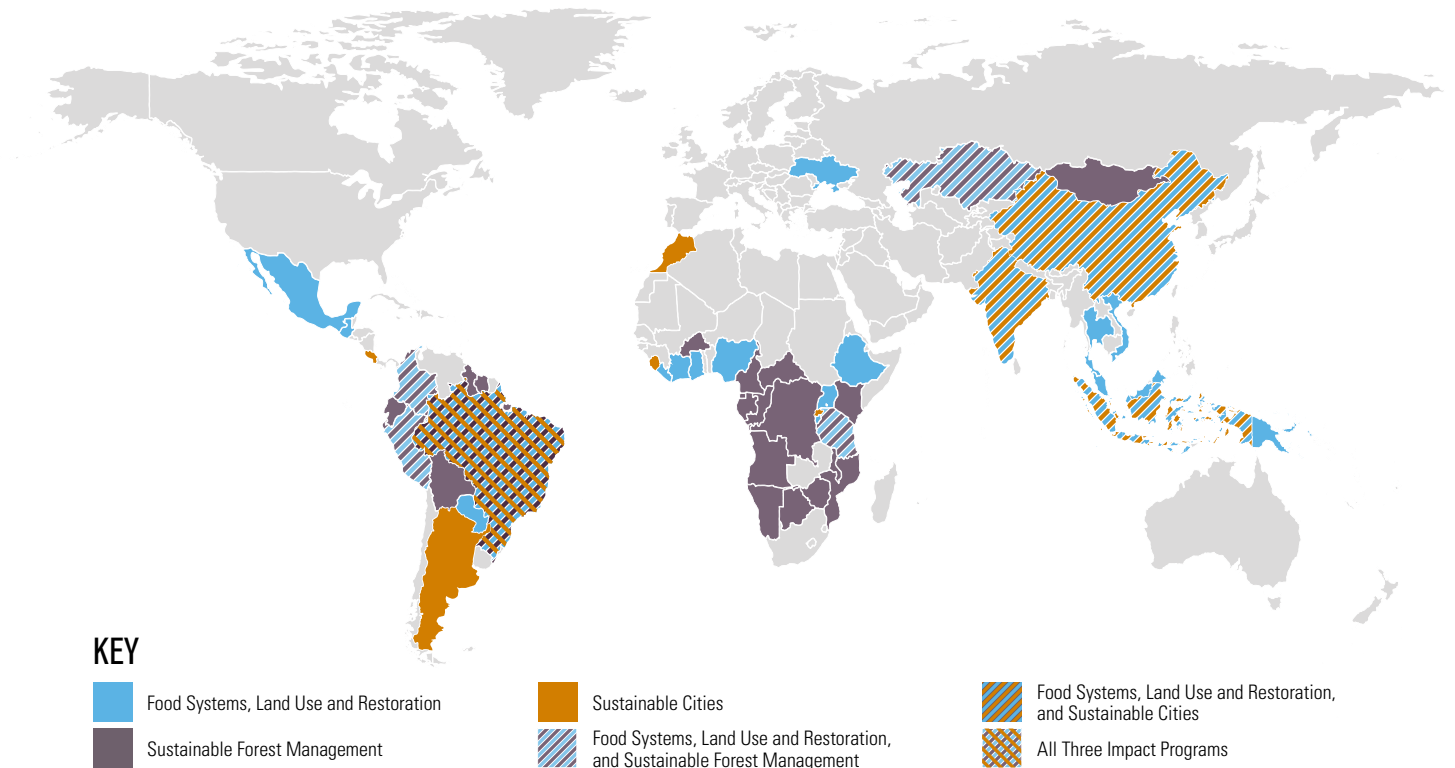 KEY
Food Systems, Land Use and Restoration
Sustainable Forest Management
Sustainable Cities
Food Systems, Land Use and Restoration,
and Sustainable Forest Management
Food Systems, Land Use and Restoration,
and Sustainable Cities
All Three Impact Programs